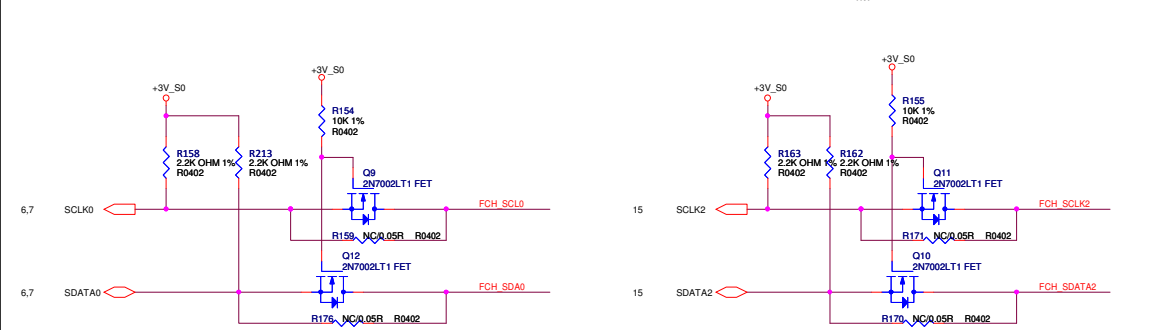 +3V_S0
R154
10K 1%
R0402
+3V_S0
R158
2.2K OHM 1%
R0402
R213
2.2K OHM 1%
R0402
Q9
2N7002LT1 FET
6,7
SCLK0
FCH_SCL0
R159
NC/0.05R
R0402
Q12
2N7002LT1 FET
6,7
SDATA0
FCH_SDA0
R176
NC/0.05R
R0402
+3V_S0
R155
10K 1%
R0402
+3V_S0
R163
2.2K OHM 1%
R0402
R162
2.2K OHM 1%
R0402
Q11
2N7002LT1 FET
15
SCLK2
FCH_SCLK2
R171
NC/0.05R
R0402
Q10
2N7002LT1 FET
15
SDATA2
FCH_SDATA2
R170
NC/0.05R
R0402